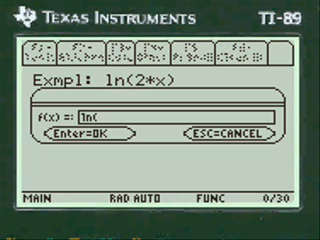 TEXAS INSTRUMENTS TI-89
Exmpl: ln(2*x)
f(x) =: ln(
Enter=OK ESC=CANCEL
MAIN RAD AUTO FUNC 0/30